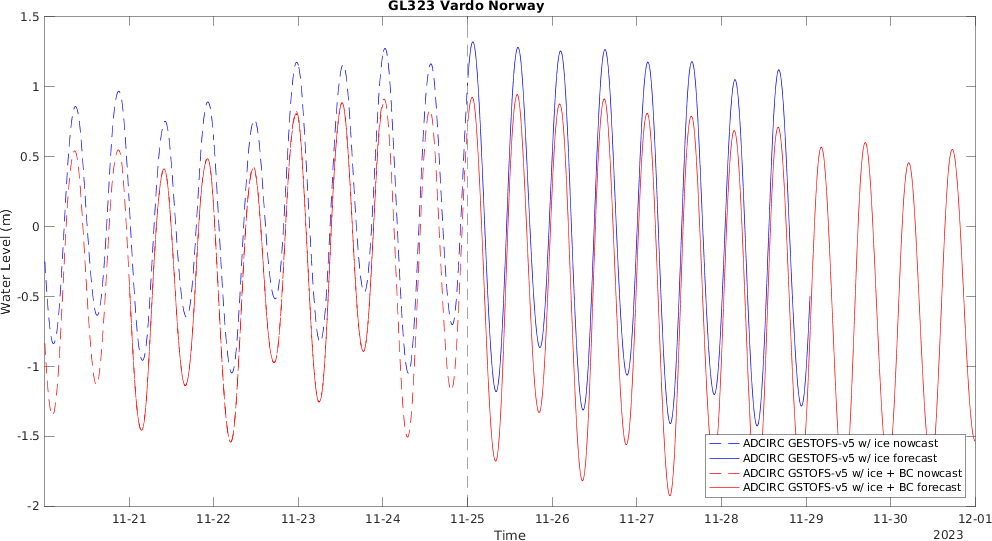 GL323 Vardo Norway
1.5
1
0.5
0
-0.5
-1
-1.5
-2
Water Level (m)
ADCIRC GESTOFS-v5 w/ ice nowcast
ADCIRC GESTOFS-v5 w/ ice forecast
ADCIRC GSTOFS-v5 w/ ice + BC nowcast
ADCIRC GSTOFS-v5 w/ ice + BC forecast
11-21 11-22 11-23 11-24 11-25 11-26 11-27 11-28 11-29 11-30 12-01
Time
2023